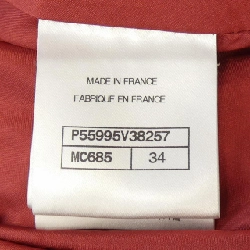 MADE IN FRANCE
FABRIQUE EN FRANCE
P55995V38257
MC685 34